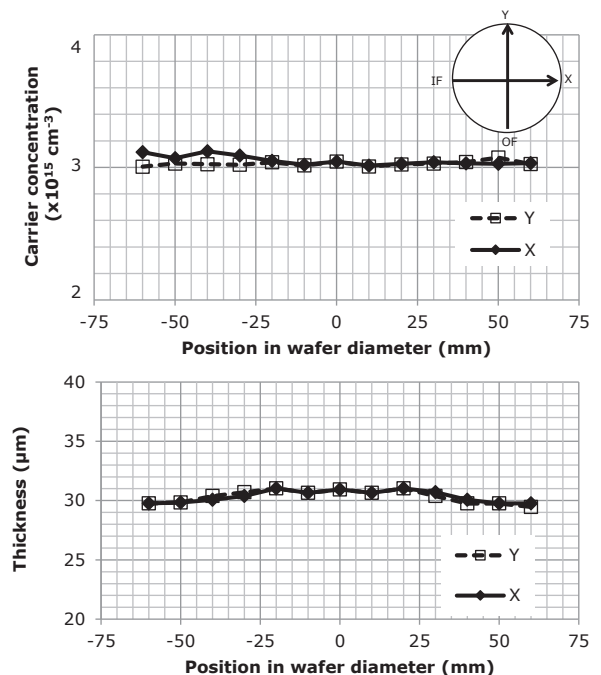 4
3
2
Carrier concentration
(x10¹⁵ cm⁻³)
Y
IF
X
OF
Y
X
-75 -50 -25 0 25 50 75
Position in wafer diameter (mm)
40
35
30
25
20
Thickness (µm)
Y
X
-75 -50 -25 0 25 50 75
Position in wafer diameter (mm)